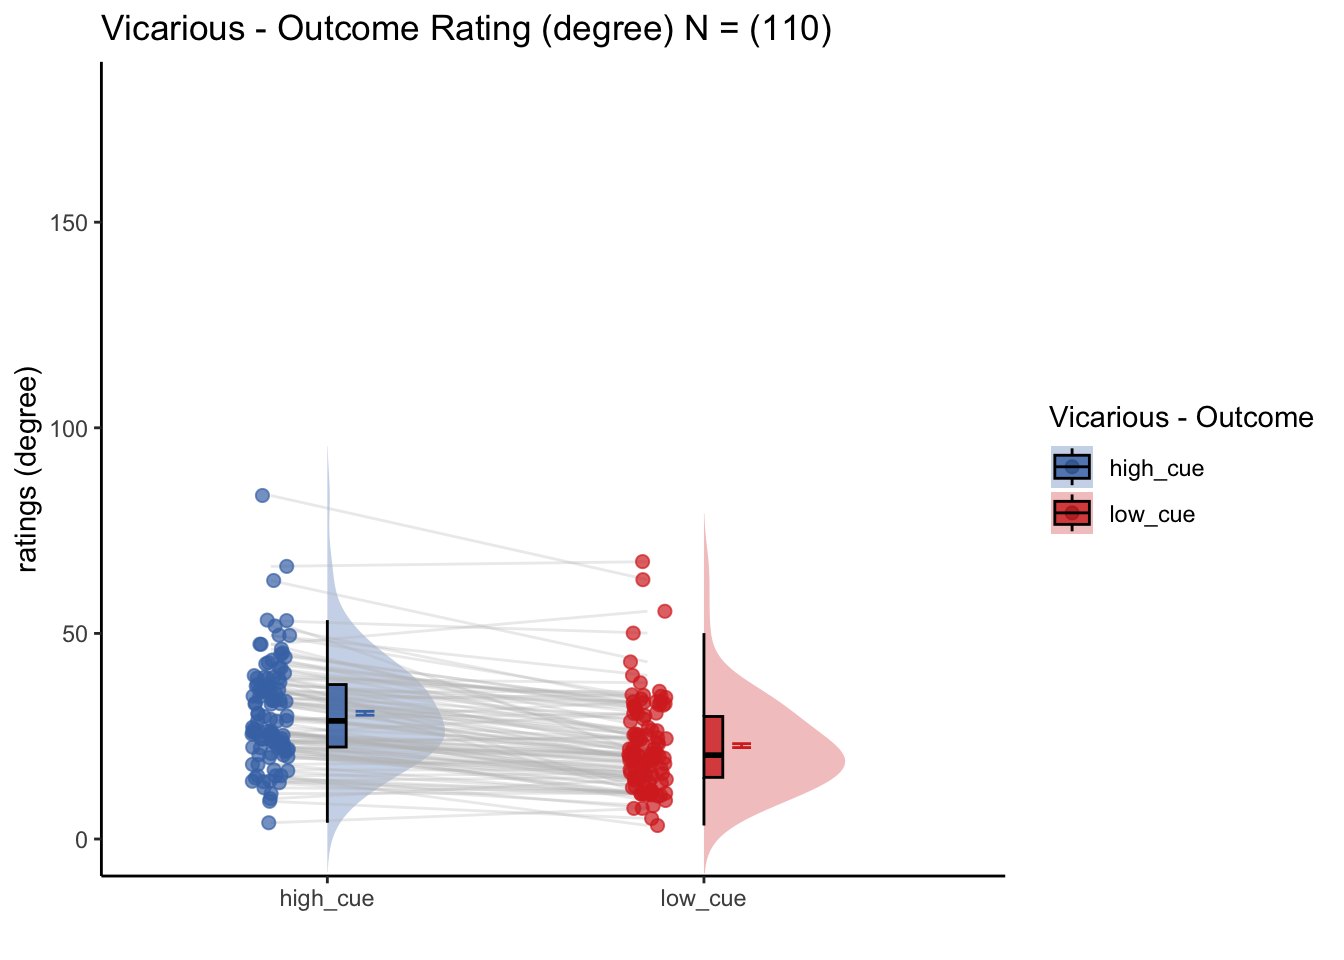 Vicarious - Outcome Rating (degree) N = (110)
150
100
50
0
ratings (degree)
high_cue
low_cue
Vicarious - Outcome
high_cue
low_cue